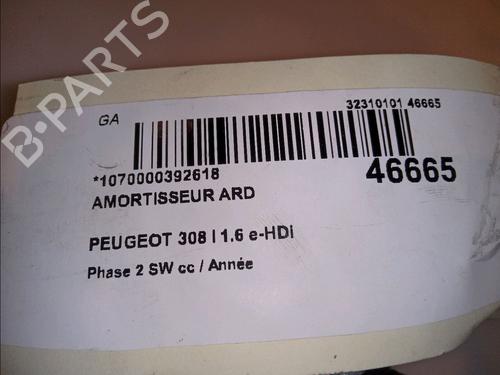 B-PARTS
GA
32310101 46665
*1070000392618
46665
AMORTISSEUR ARD
PEUGEOT 308 I 1.6 e-HDi
Phase 2 SW cc / Année